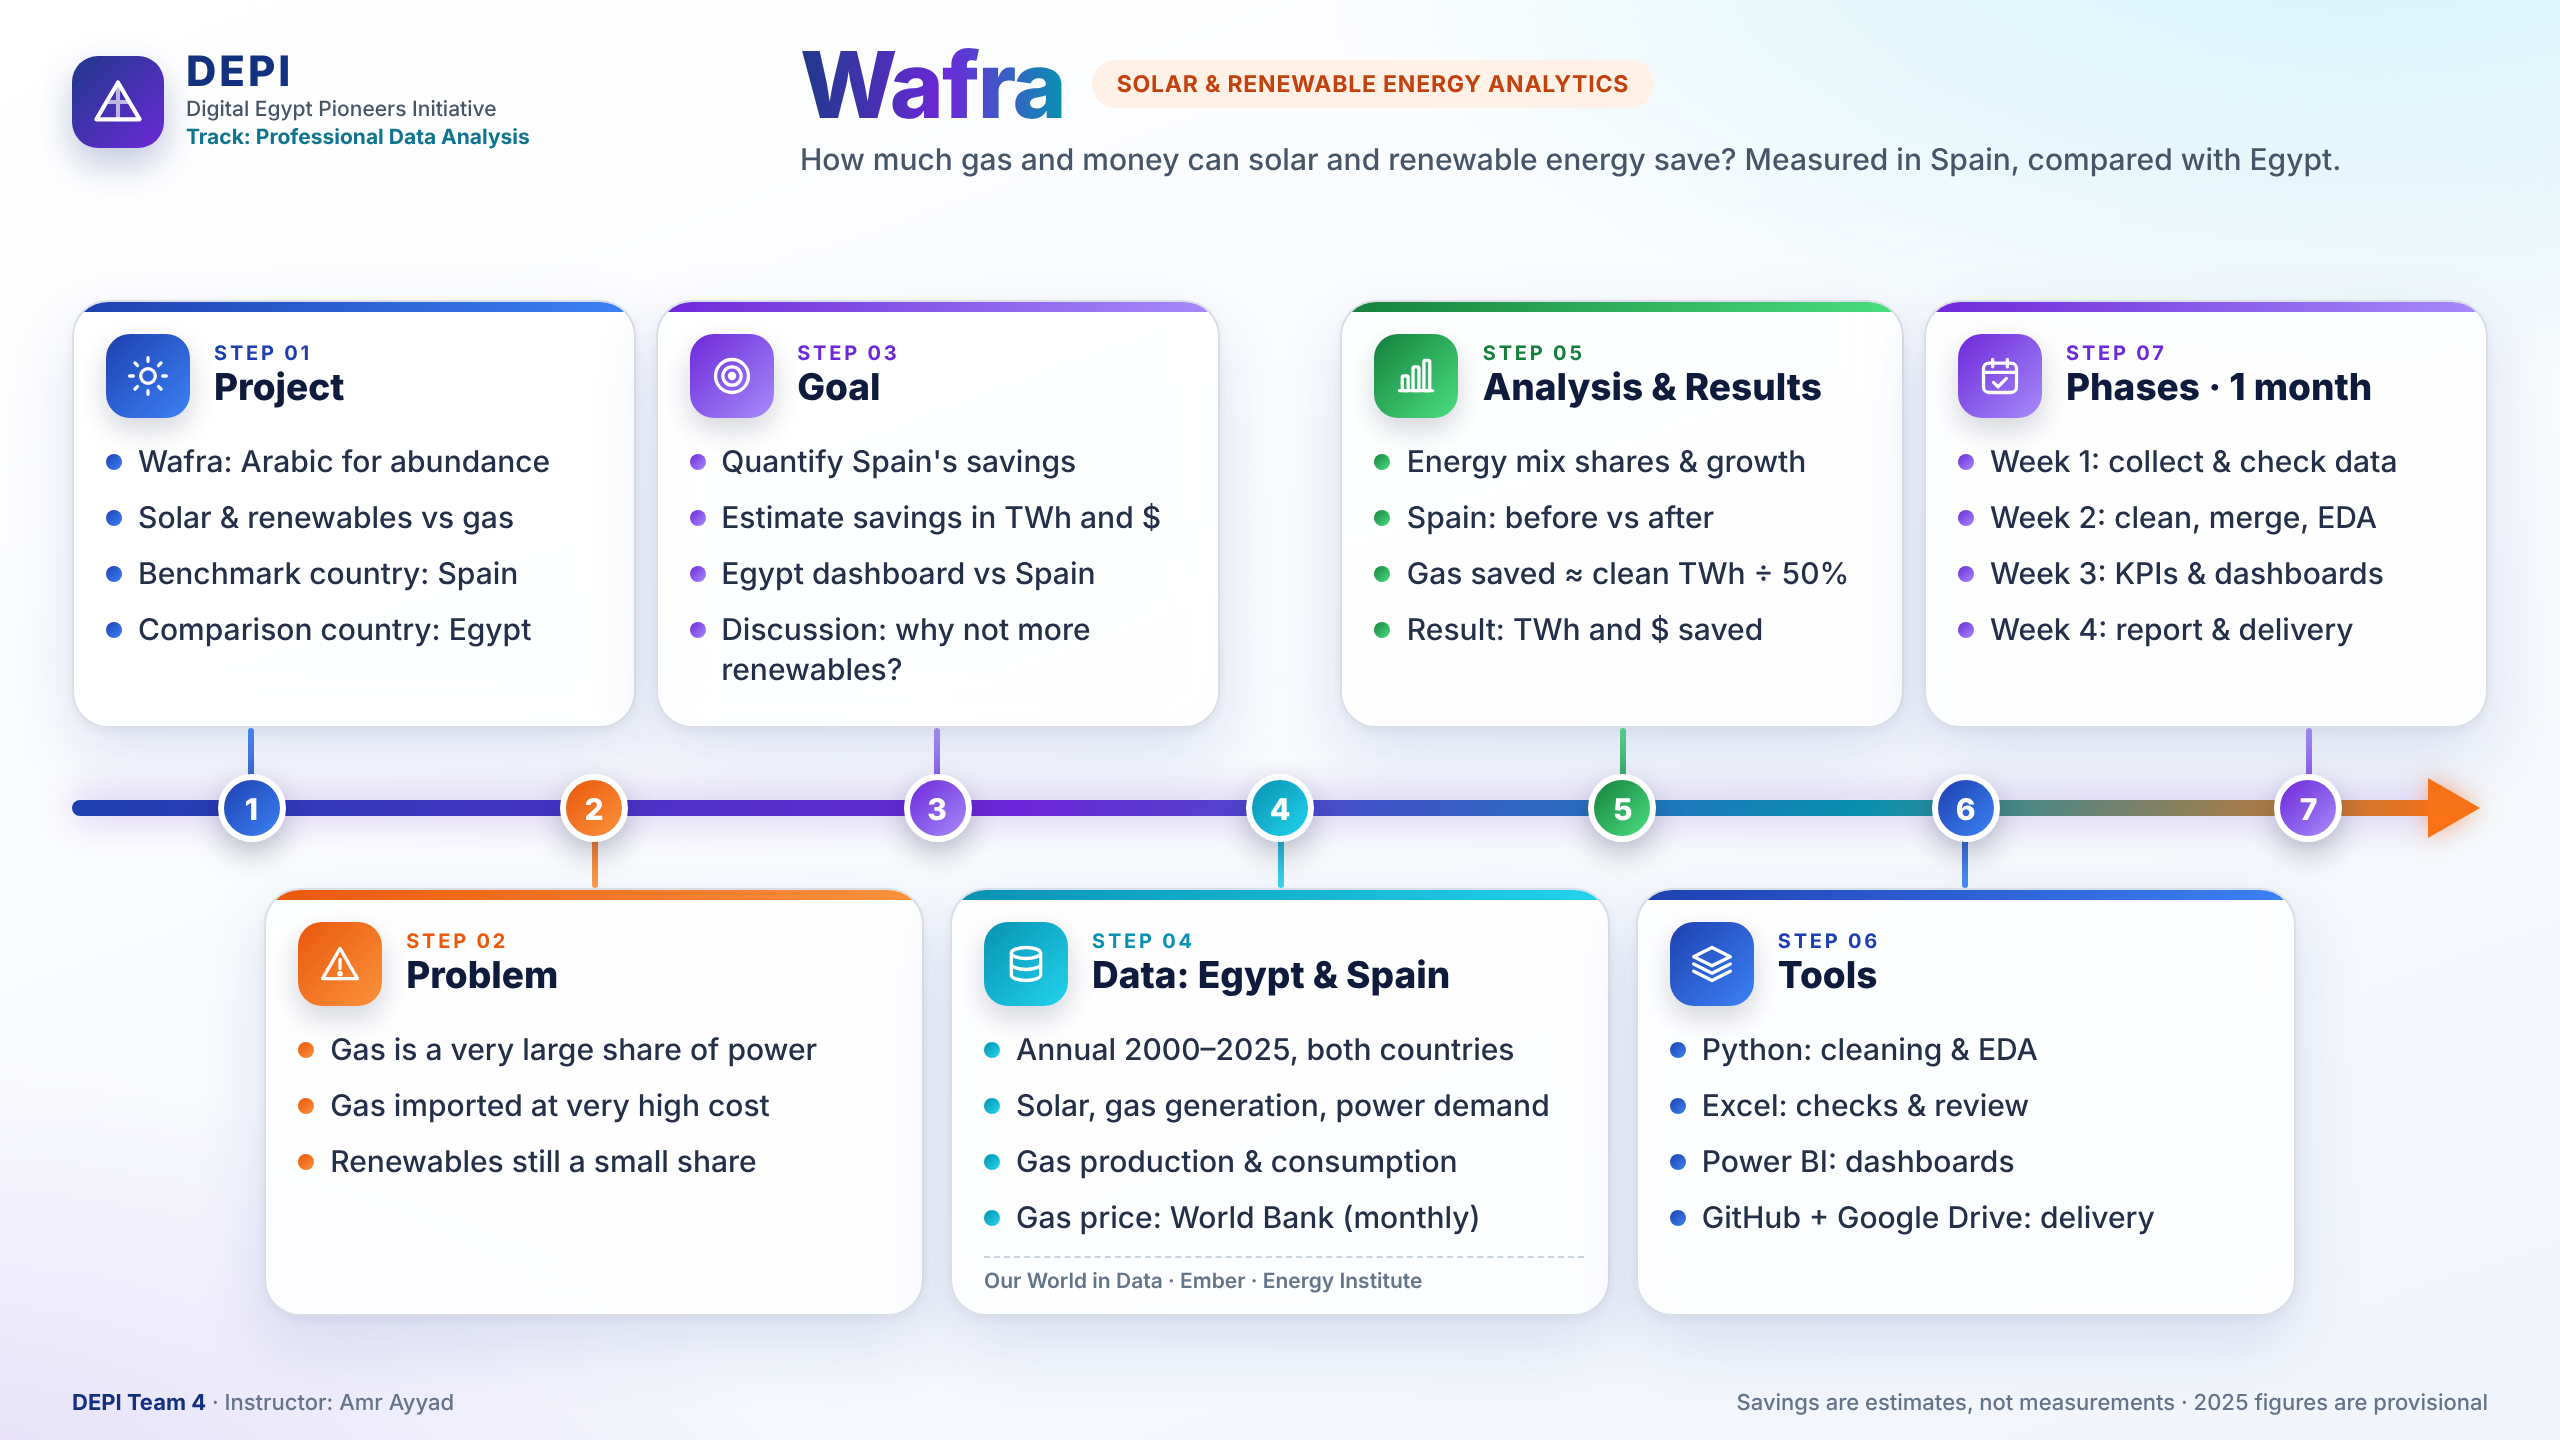 DEPI
Digital Egypt Pioneers Initiative
Track: Professional Data Analysis
Wafra
SOLAR & RENEWABLE ENERGY ANALYTICS
How much gas and money can solar and renewable energy save? Measured in Spain, compared with Egypt.
STEP 01
Project
Wafra: Arabic for abundance
Solar & renewables vs gas
Benchmark country: Spain
Comparison country: Egypt
STEP 03
Goal
Quantify Spain's savings
Estimate savings in TWh and $
Egypt dashboard vs Spain
Discussion: why not more
renewables?
STEP 05
Analysis & Results
Energy mix shares & growth
Spain: before vs after
Gas saved ≈ clean TWh ÷ 50%
Result: TWh and $ saved
STEP 07
Phases · 1 month
Week 1: collect & check data
Week 2: clean, merge, EDA
Week 3: KPIs & dashboards
Week 4: report & delivery
1
2
3
4
5
6
7
STEP 02
Problem
Gas is a very large share of power
Gas imported at very high cost
Renewables still a small share
STEP 04
Data: Egypt & Spain
Annual 2000–2025, both countries
Solar, gas generation, power demand
Gas production & consumption
Gas price: World Bank (monthly)
Our World in Data · Ember · Energy Institute
STEP 06
Tools
Python: cleaning & EDA
Excel: checks & review
Power BI: dashboards
GitHub + Google Drive: delivery
DEPI Team 4 · Instructor: Amr Ayyad
Savings are estimates, not measurements · 2025 figures are provisional